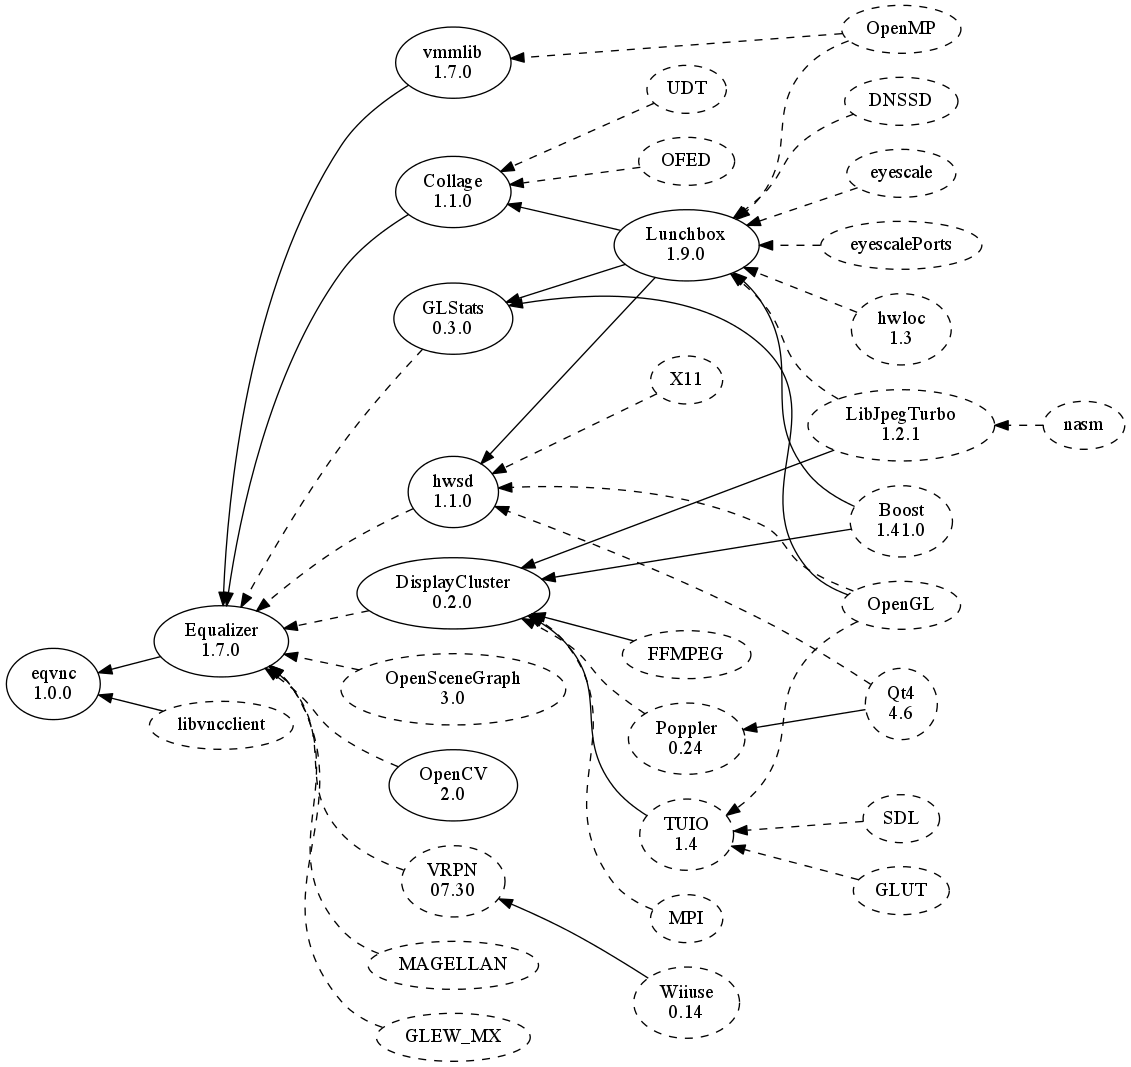 OpenMP
vmmlib
1.7.0
UDT
DNSSD
OFED
eyescale
Collage
1.1.0
Lunchbox
1.9.0
eyescalePorts
GLStats
0.3.0
hwloc
1.3
X11
LibJpegTurbo
1.2.1
nasm
hwsd
1.1.0
Boost
1.41.0
DisplayCluster
0.2.0
OpenGL
Equalizer
1.7.0
FFMPEG
eqvnc
1.0.0
OpenSceneGraph
3.0
Qt4
4.6
libvncclient
Poppler
0.24
OpenCV
2.0
TUIO
1.4
SDL
VRPN
07.30
GLUT
MPI
MAGELLAN
Wiiuse
0.14
GLEW_MX